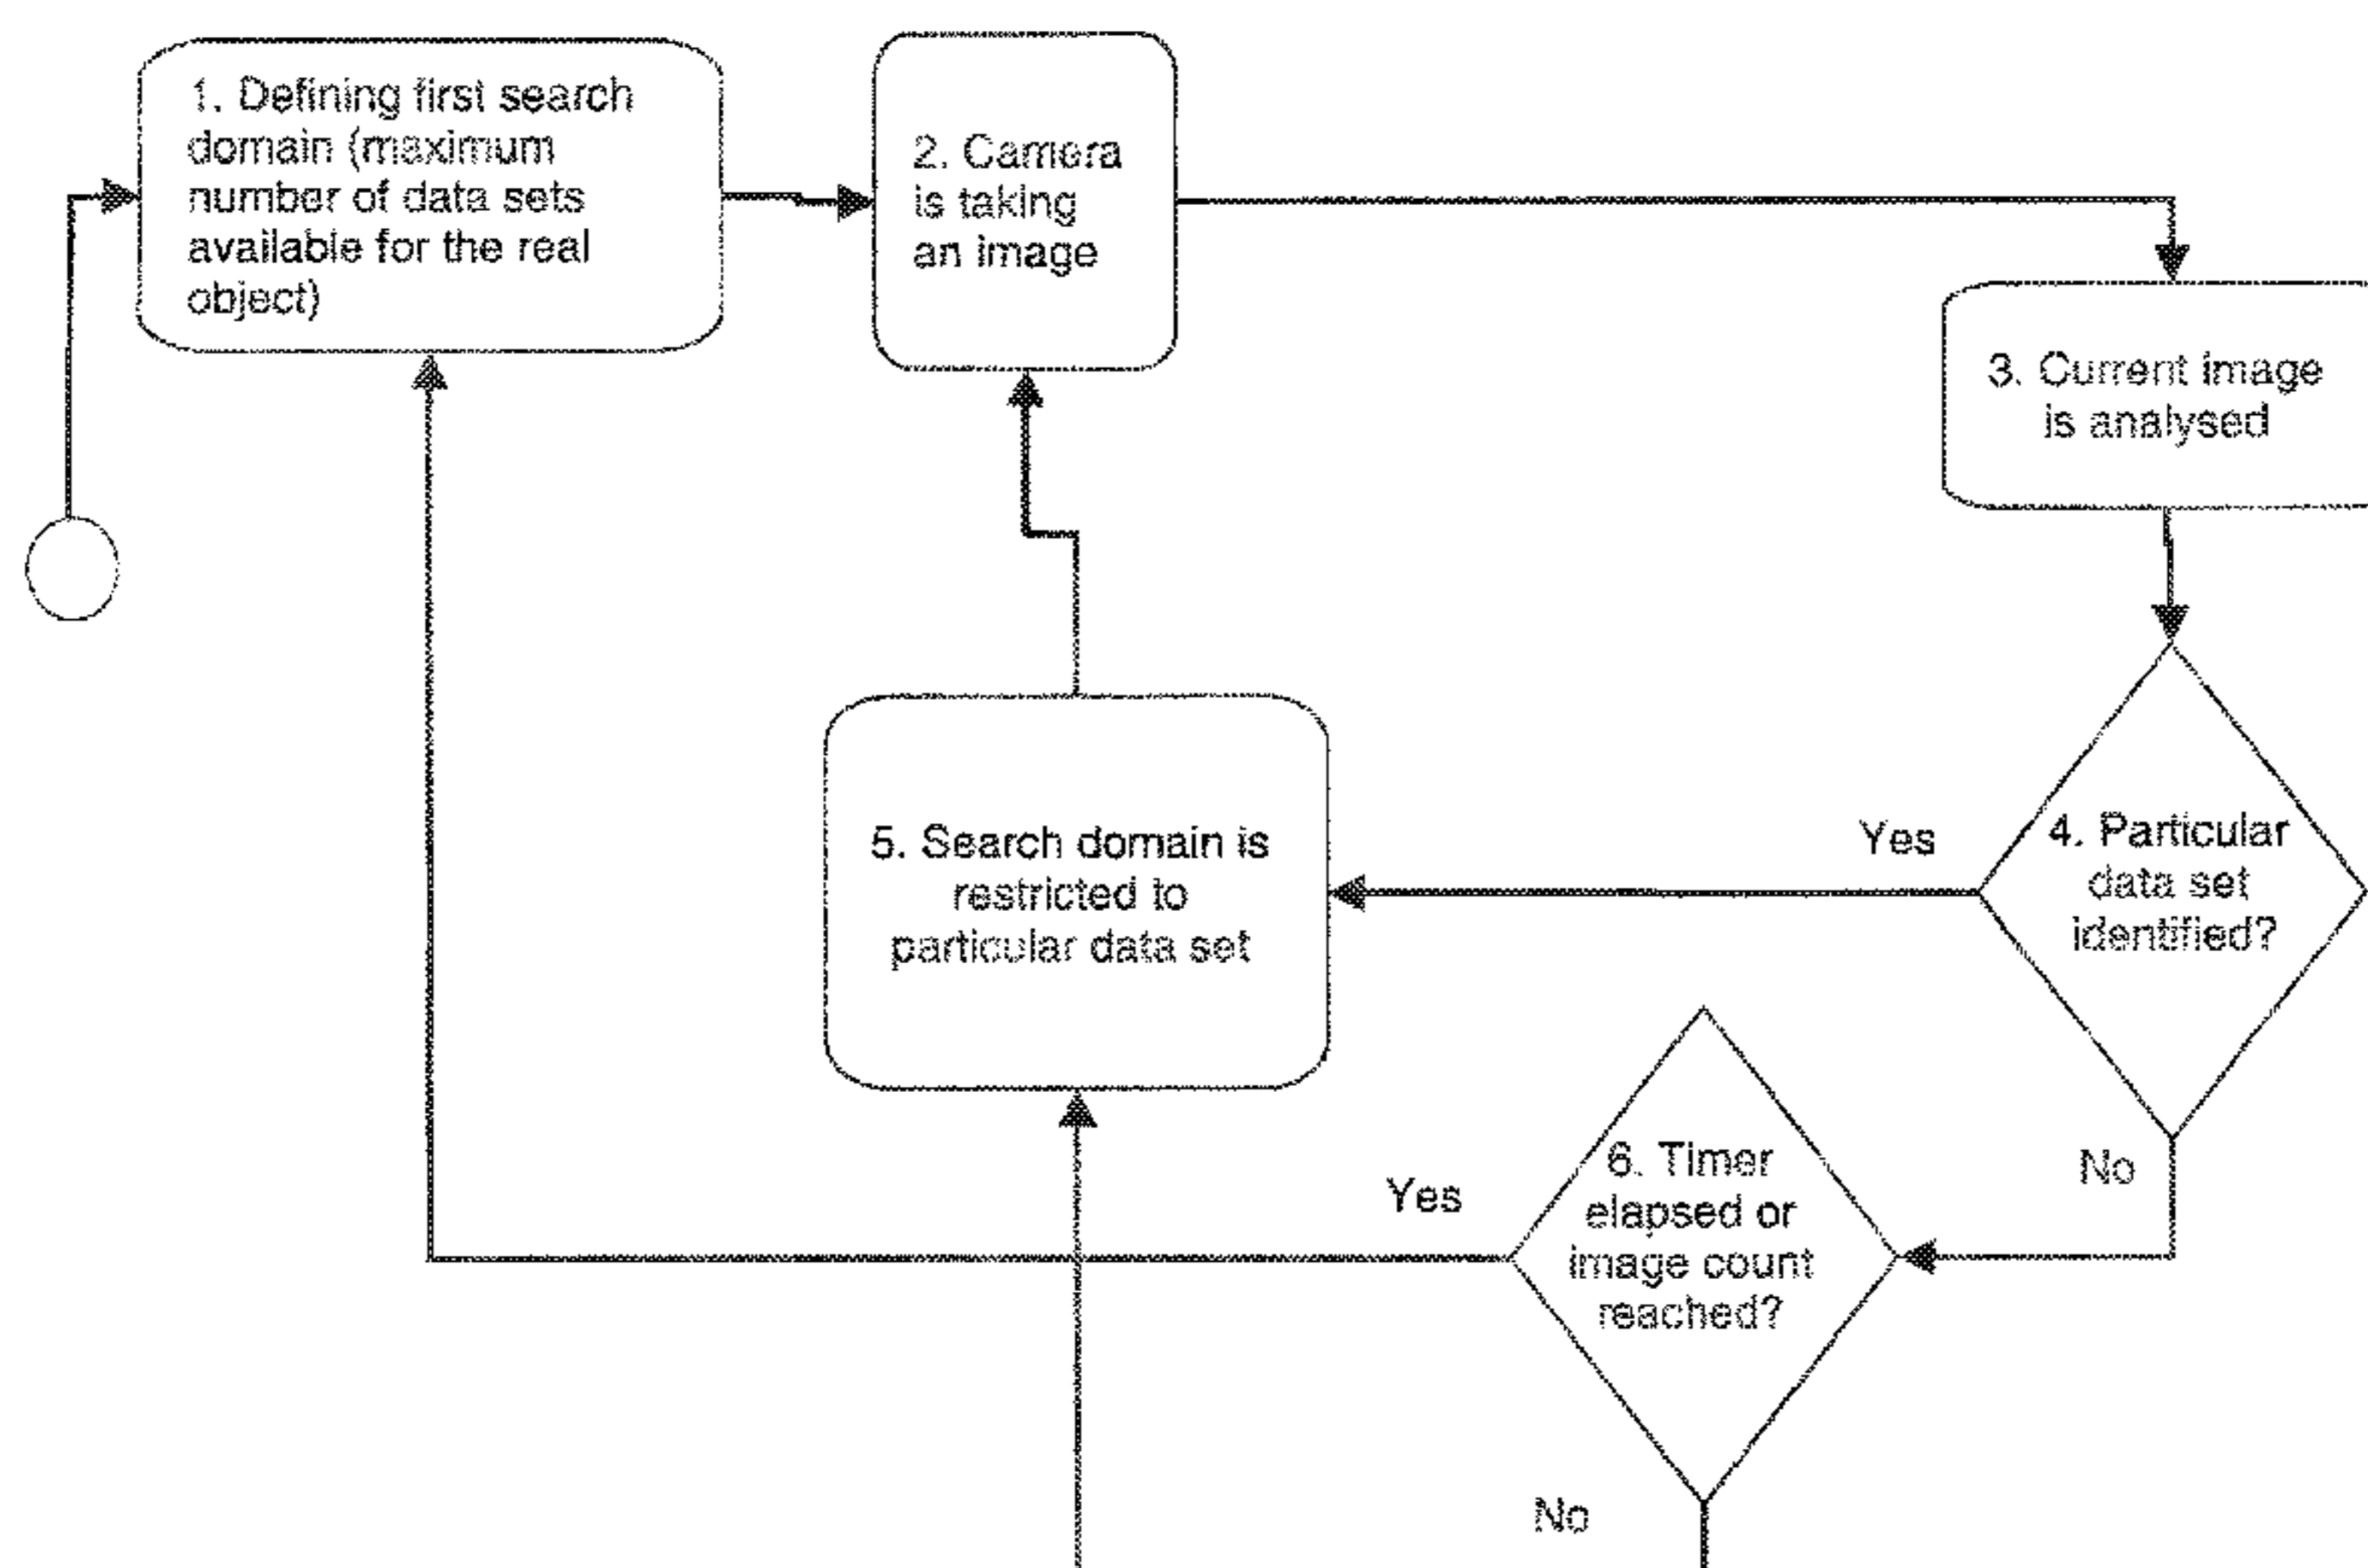 1. Defining first search
domain (maximum
number of data sets
available for the real
object)
2. Camera
is taking
an image
3. Current image
is analysed
4. Particular
data set
identified?
Yes
No
5. Search domain is
restricted to
particular data set
6. Timer
elapsed or
image count
reached?
Yes
No